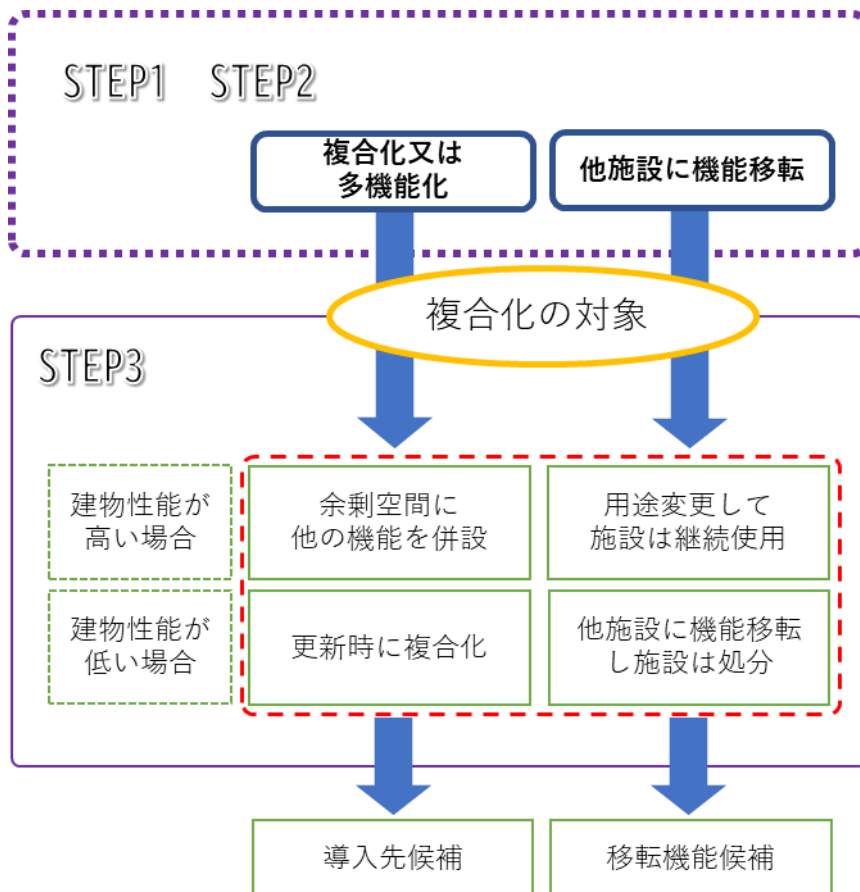 STEP1 STEP2
複合化又は
多機能化
他施設に機能移転
複合化の対象
STEP3
建物性能が
高い場合
余剰空間に
他の機能を併設
用途変更して
施設は継続使用
建物性能が
低い場合
更新時に複合化
他施設に機能移転
し施設は処分
導入先候補
移転機能候補